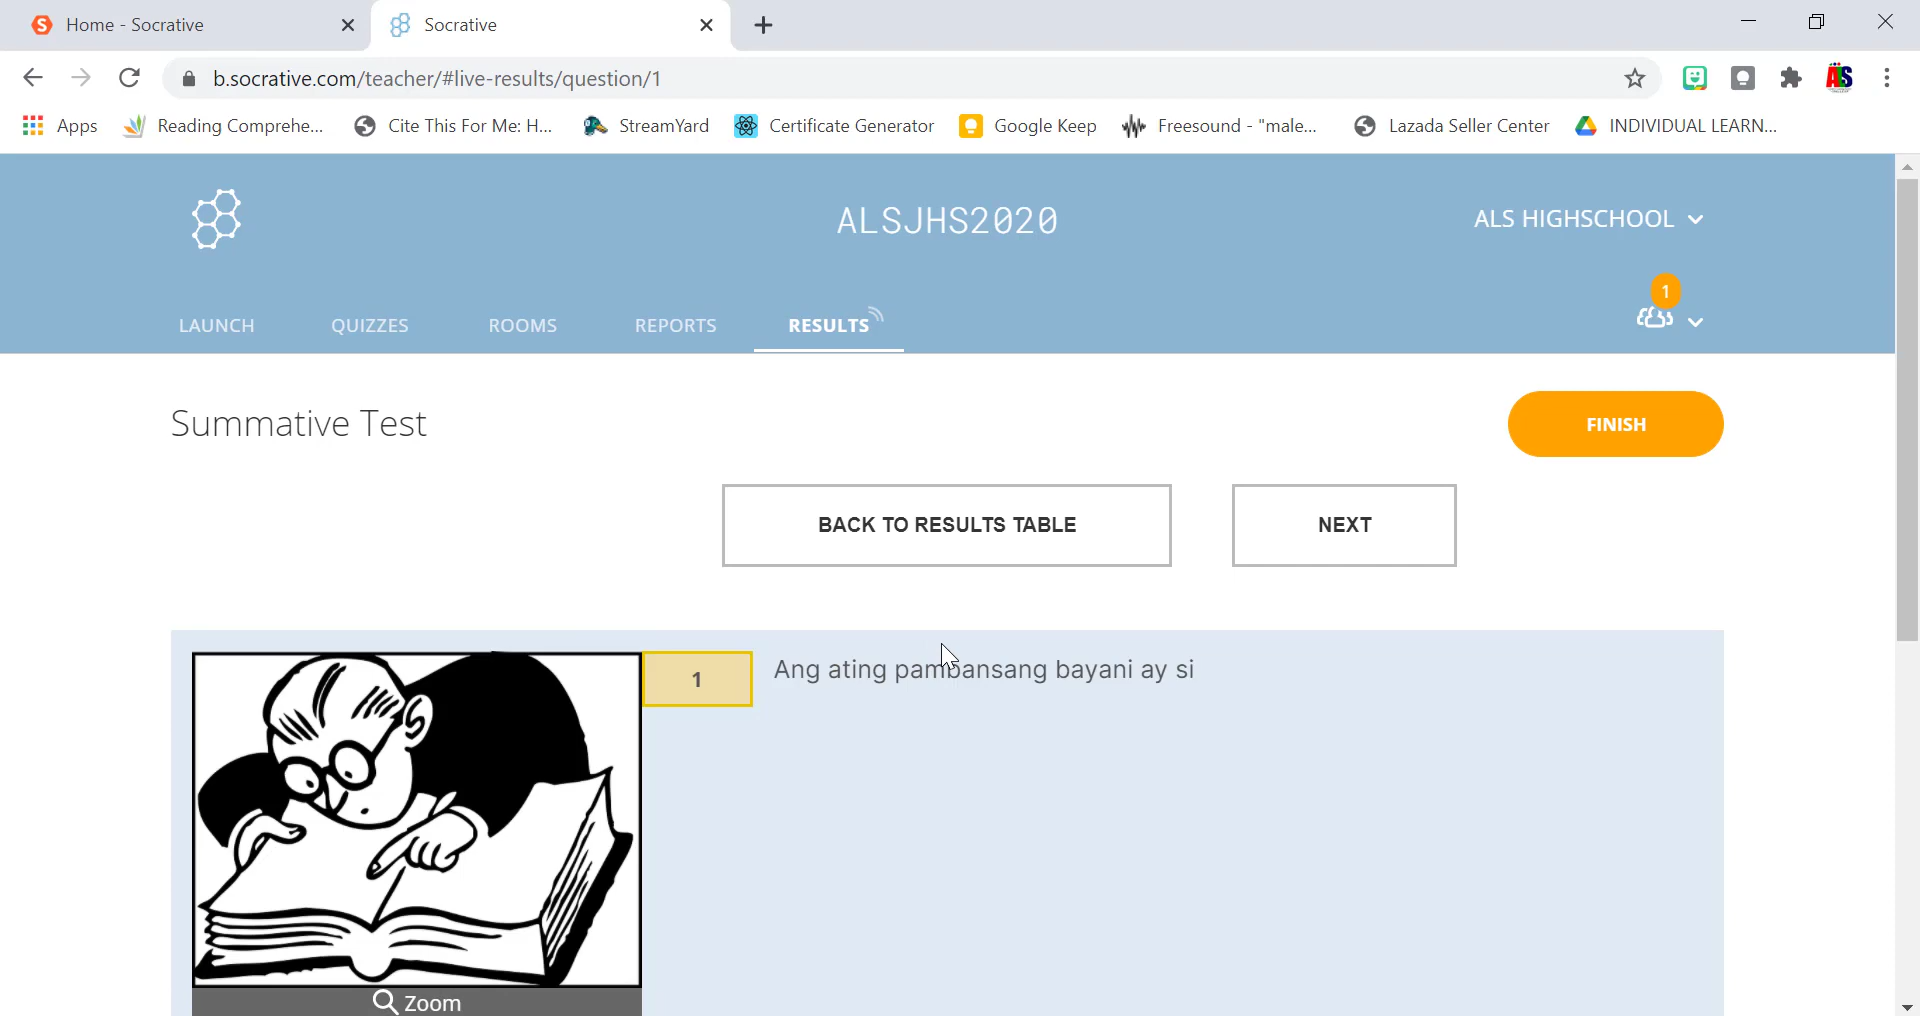 Home - Socrative
Socrative
b.socrative.com/teacher/#live-results/question/1
Apps
Reading Comprehe...
Cite This For Me: H...
StreamYard
Certificate Generator
Google Keep
Freesound - "male...
Lazada Seller Center
INDIVIDUAL LEARN...
ALSJHS2020
ALS HIGHSCHOOL
1
LAUNCH
QUIZZES
ROOMS
REPORTS
RESULTS
Summative Test
FINISH
BACK TO RESULTS TABLE
NEXT
1
Ang ating pambansang bayani ay si
Zoom